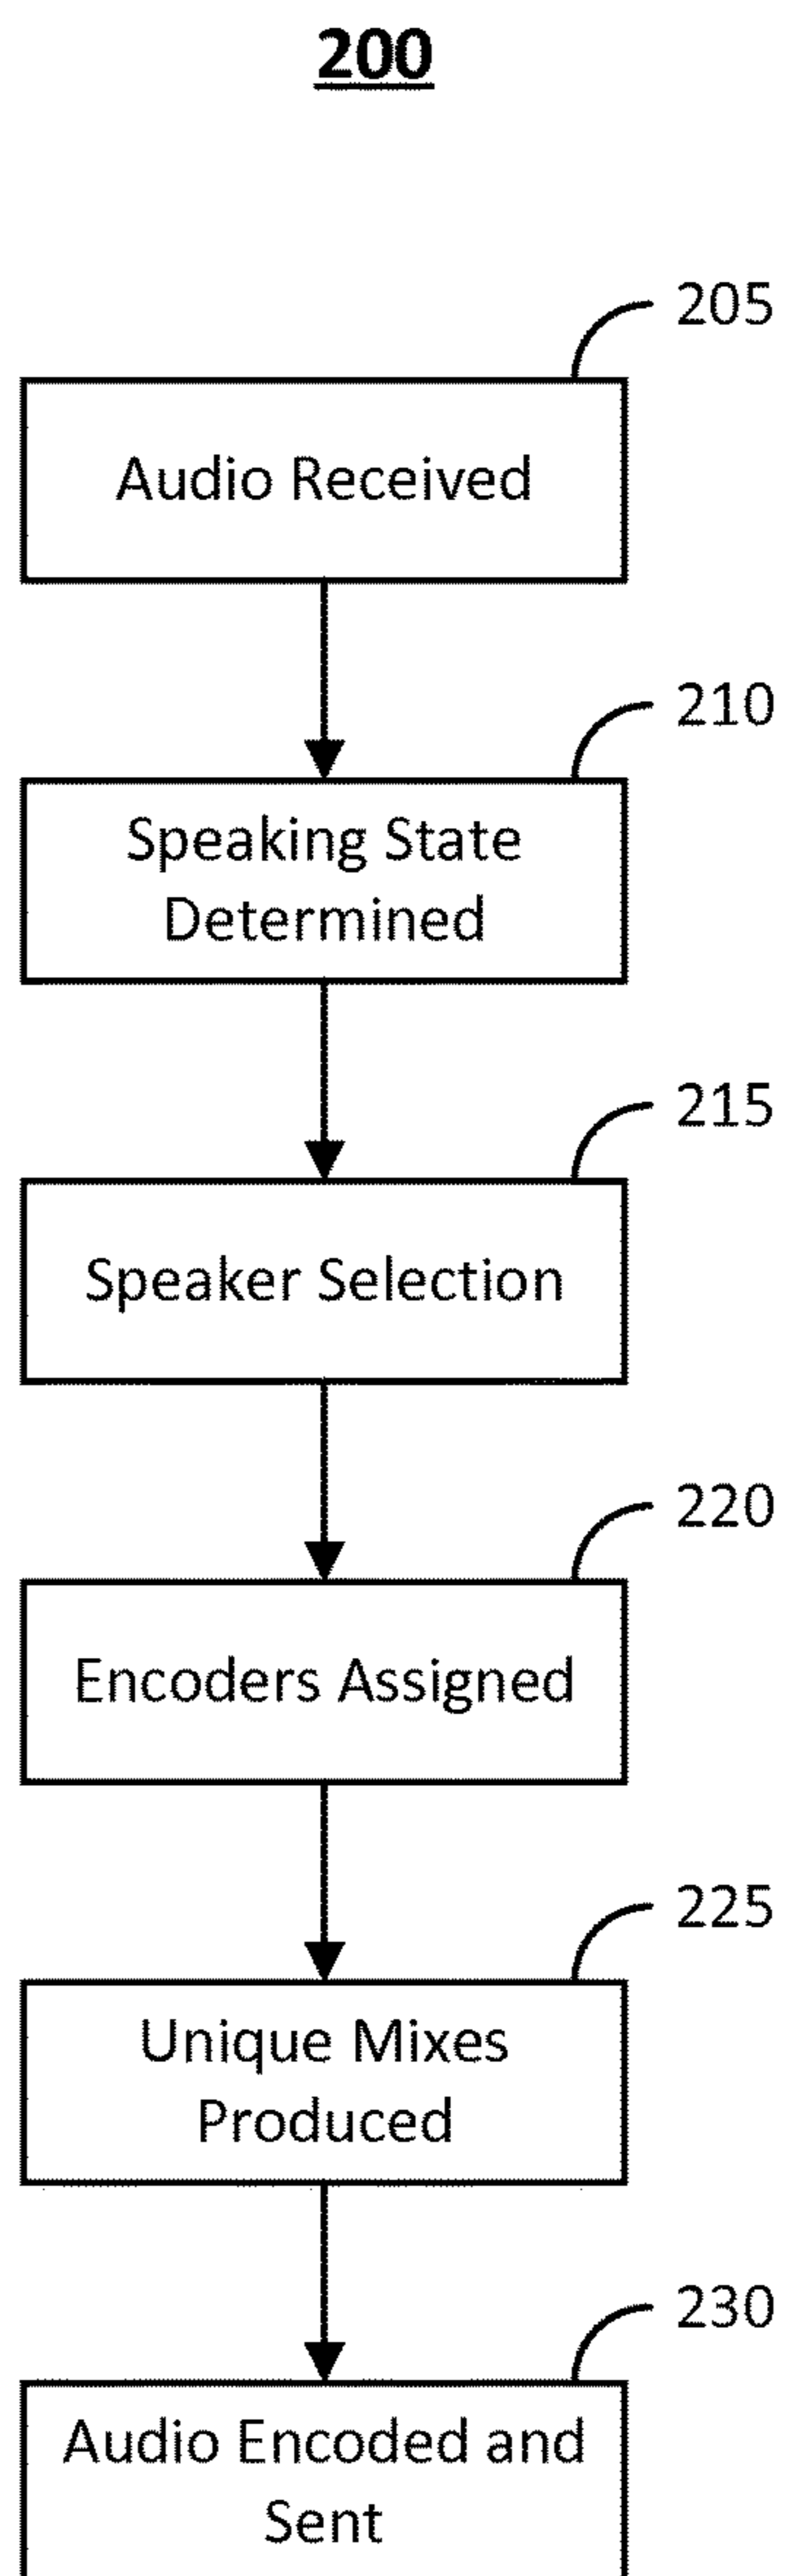 200
205
Audio Received
210
Speaking State
Determined
215
Speaker Selection
220
Encoders Assigned
225
Unique Mixes
Produced
230
Audio Encoded and
Sent